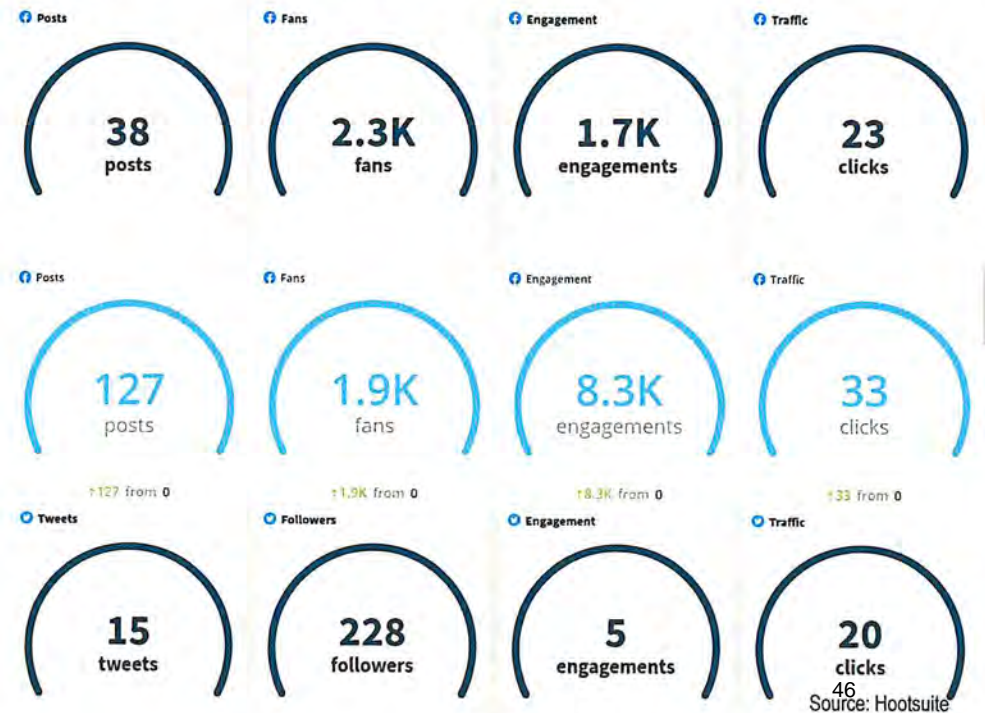 Posts
Fans
Engagement
Traffic
38
posts
2.3K
fans
1.7K
engagements
23
clicks
Posts
Fans
Engagement
Traffic
127
posts
1.9K
fans
8.3K
engagements
33
clicks
↑127 from 0
↑1.9K from 0
↑8.3K from 0
↑33 from 0
Tweets
Followers
Engagement
Traffic
15
tweets
228
followers
5
engagements
20
clicks
46
Source: Hootsuite